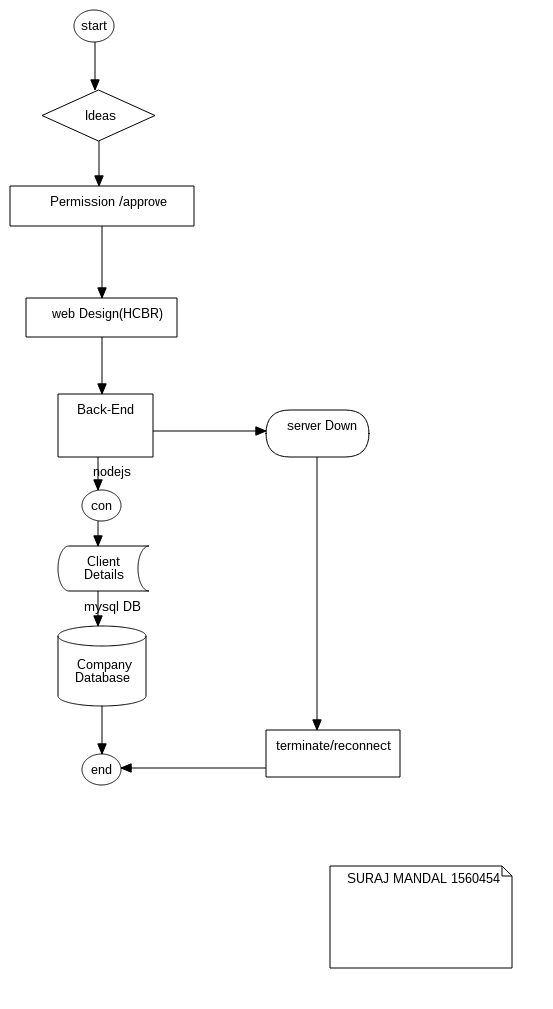 start
Ideas
Permission /approve
web Design(HCBR)
Back-End
server Down
nodejs
con
Client
Details
mysql DB
Company
Database
terminate/reconnect
end
SURAJ MANDAL 1560454